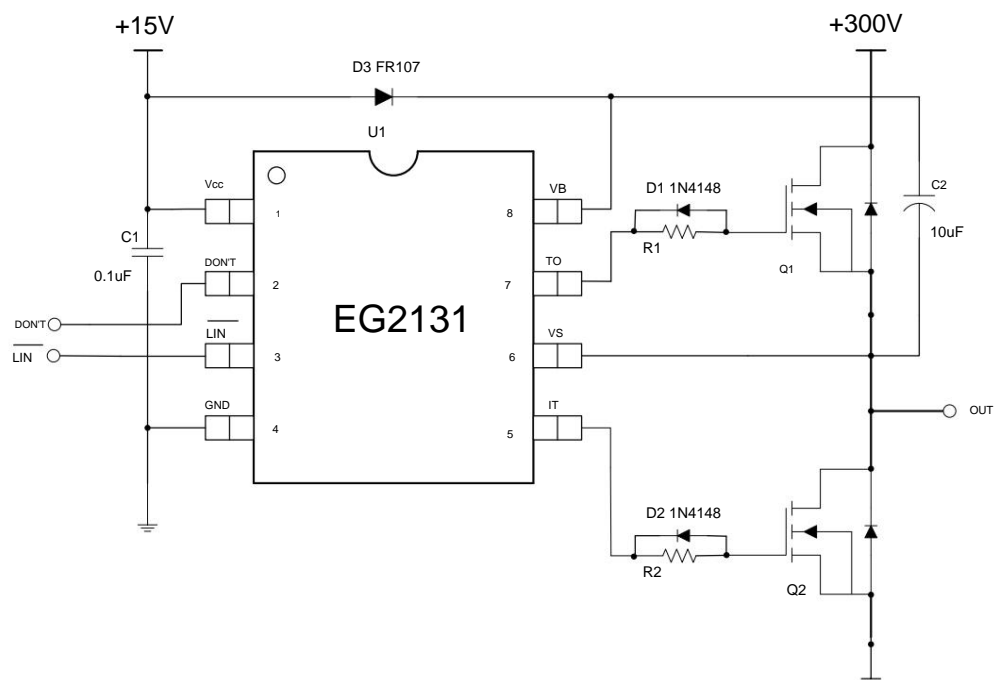 +15V
+300V
D3 FR107
U1
Vcc
1
VB
8
D1 1N4148
R1
C2
10uF
Q1
C1
0.1uF
DON'T
2
TO
7
EG2131
DON'T
LIN
LIN
3
VS
6
GND
4
IT
5
OUT
D2 1N4148
R2
Q2